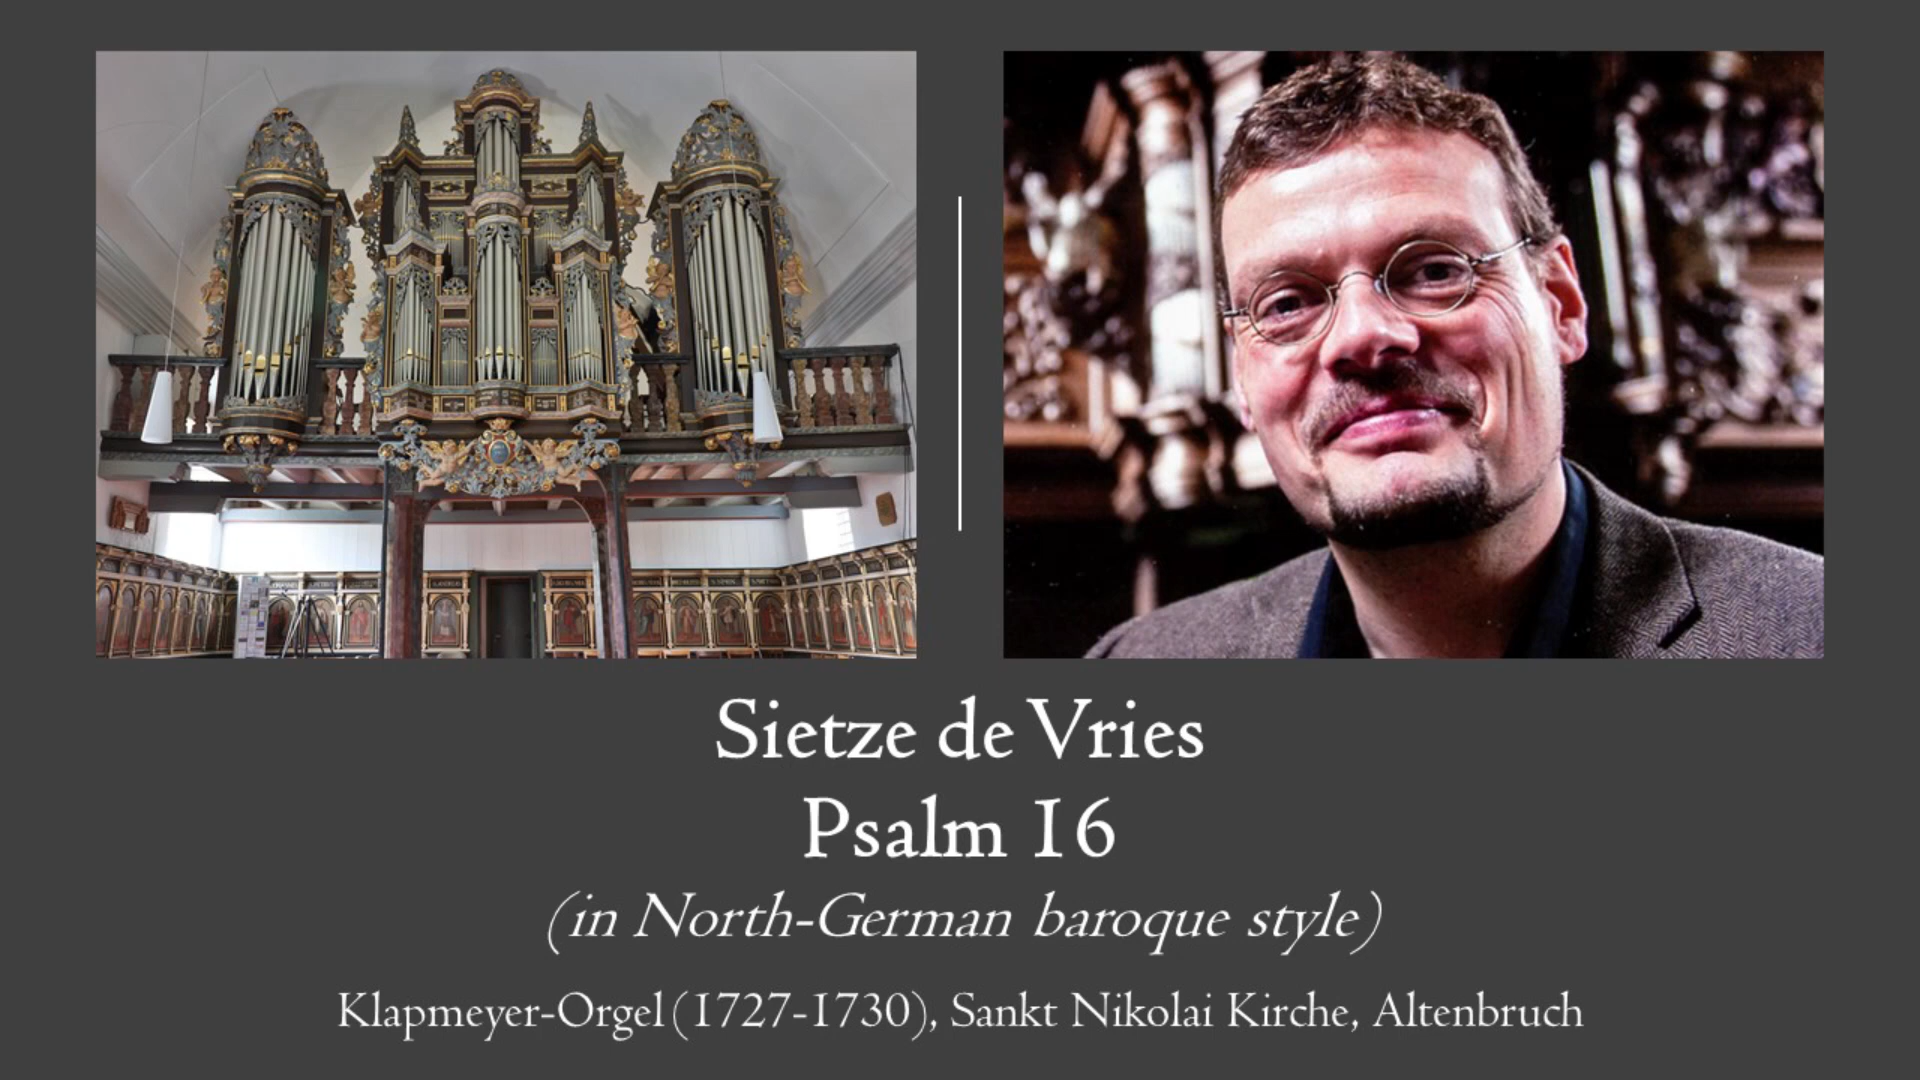 Sietze de Vries
Psalm 16
(in North-German baroque style)
Klapmeyer-Orgel (1727-1730), Sankt Nikolai Kirche, Altenbruch